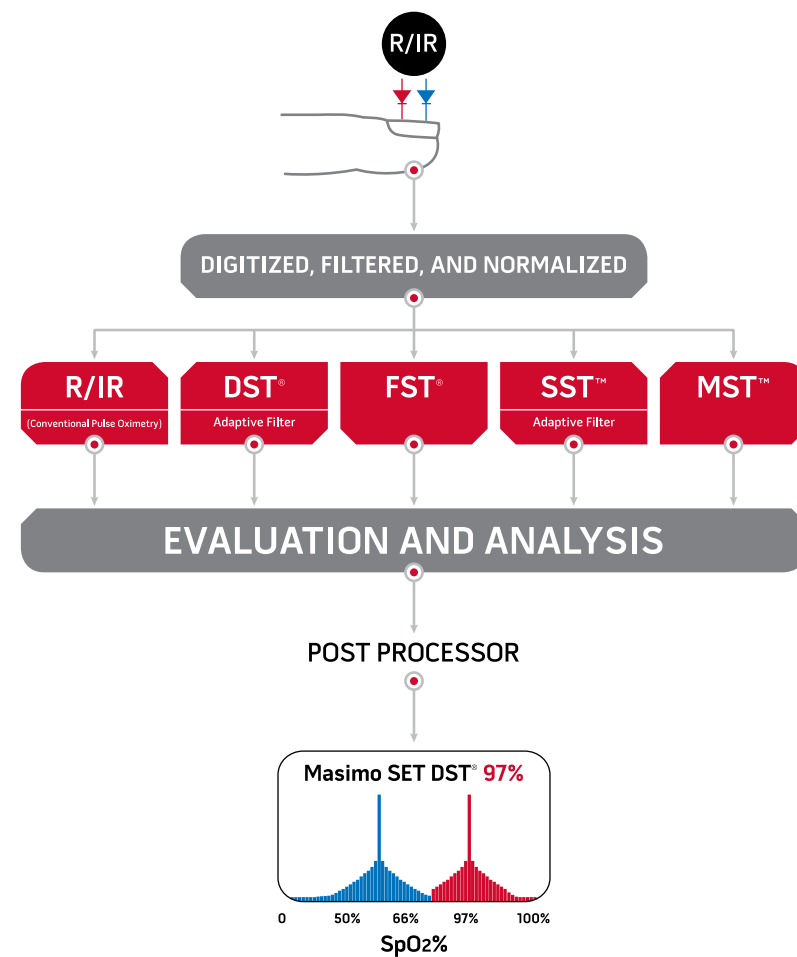 R/IR
DIGITIZED, FILTERED, AND NORMALIZED
R/IR
(Conventional Pulse Oximetry)
DST®
Adaptive Filter
FST®
SST™
Adaptive Filter
MST™
EVALUATION AND ANALYSIS
POST PROCESSOR
Masimo SET DST® 97%
0 50% 66% 97% 100%
SpO2%